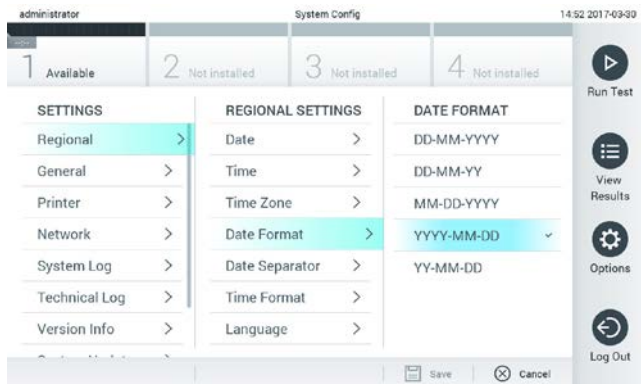 administrator System Config 14:52 2017-03-30
1 Available 2 Not installed 3 Not installed 4 Not installed
Run Test
View Results
Options
Log Out
SETTINGS
Regional
General
Printer
Network
System Log
Technical Log
Version Info
REGIONAL SETTINGS
Date
Time
Time Zone
Date Format
Date Separator
Time Format
Language
DATE FORMAT
DD-MM-YYYY
DD-MM-YY
MM-DD-YYYY
YYYY-MM-DD
YY-MM-DD
Save Cancel